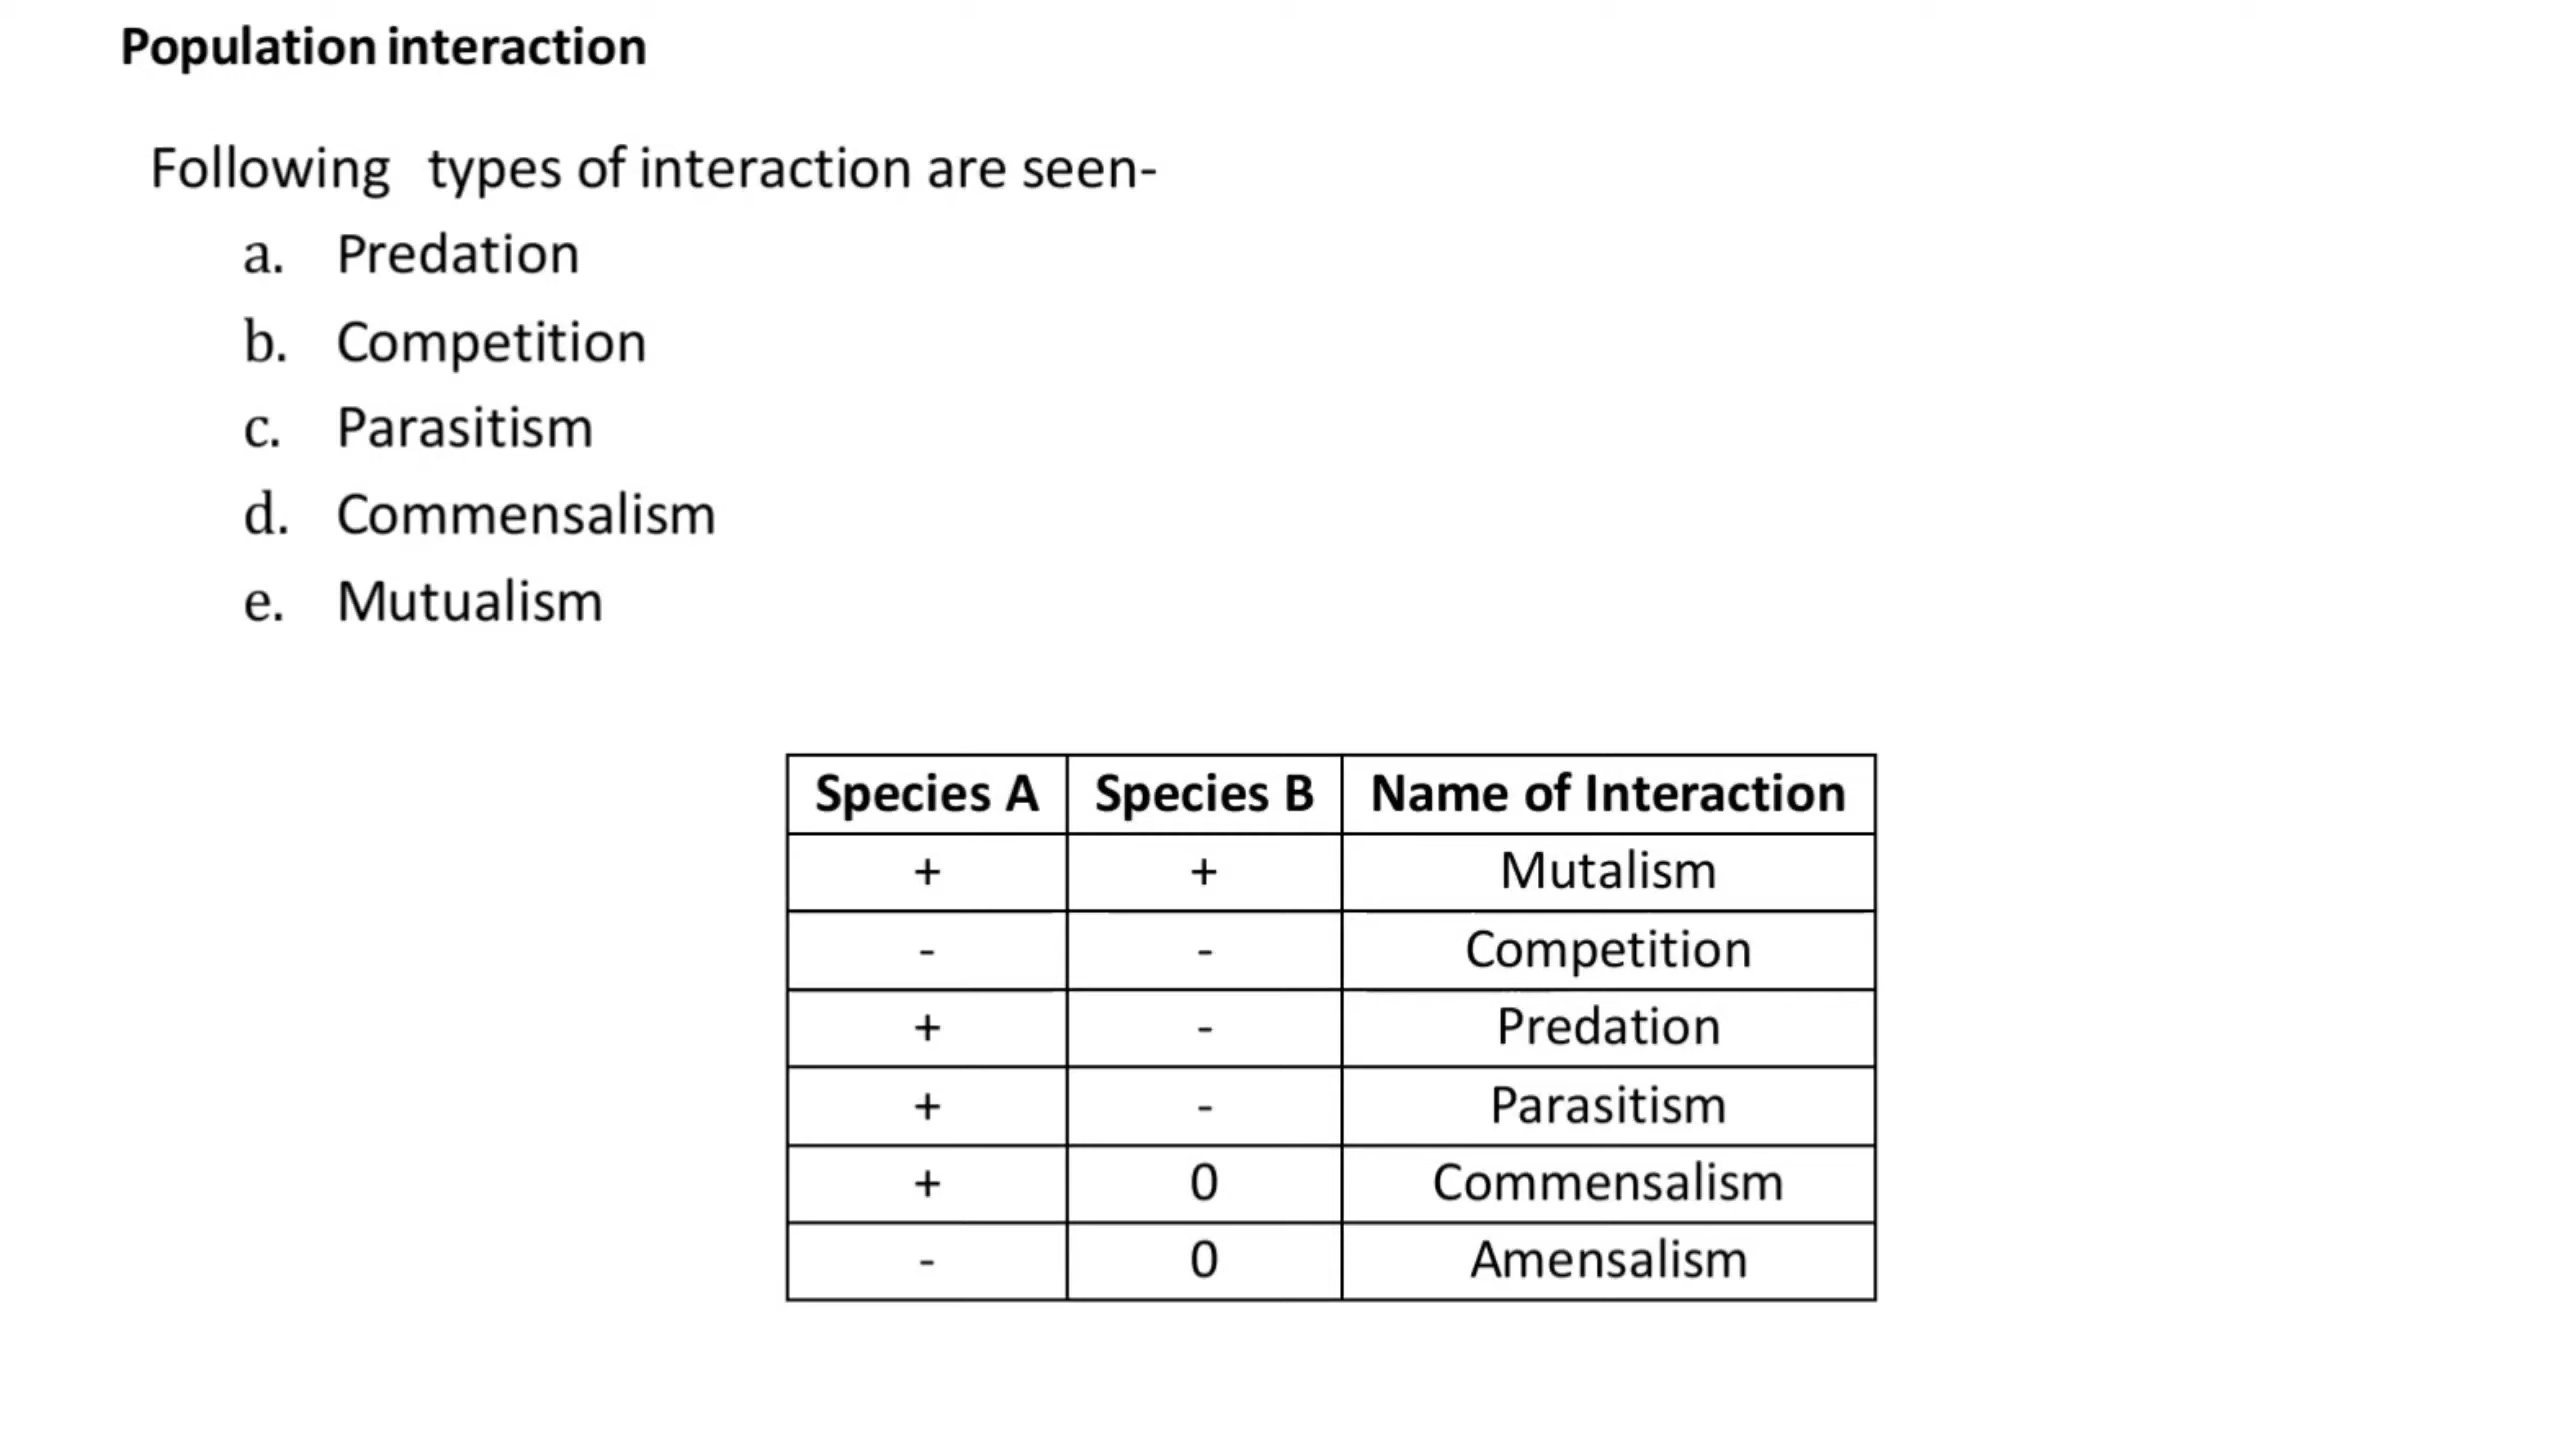 Population interaction
Following types of interaction are seen-
a. Predation
b. Competition
c. Parasitism
d. Commensalism
e. Mutualism
Species A Species B Name of Interaction
+ + Mutalism
- - Competition
+ - Predation
+ - Parasitism
+ 0 Commensalism
- 0 Amensalism